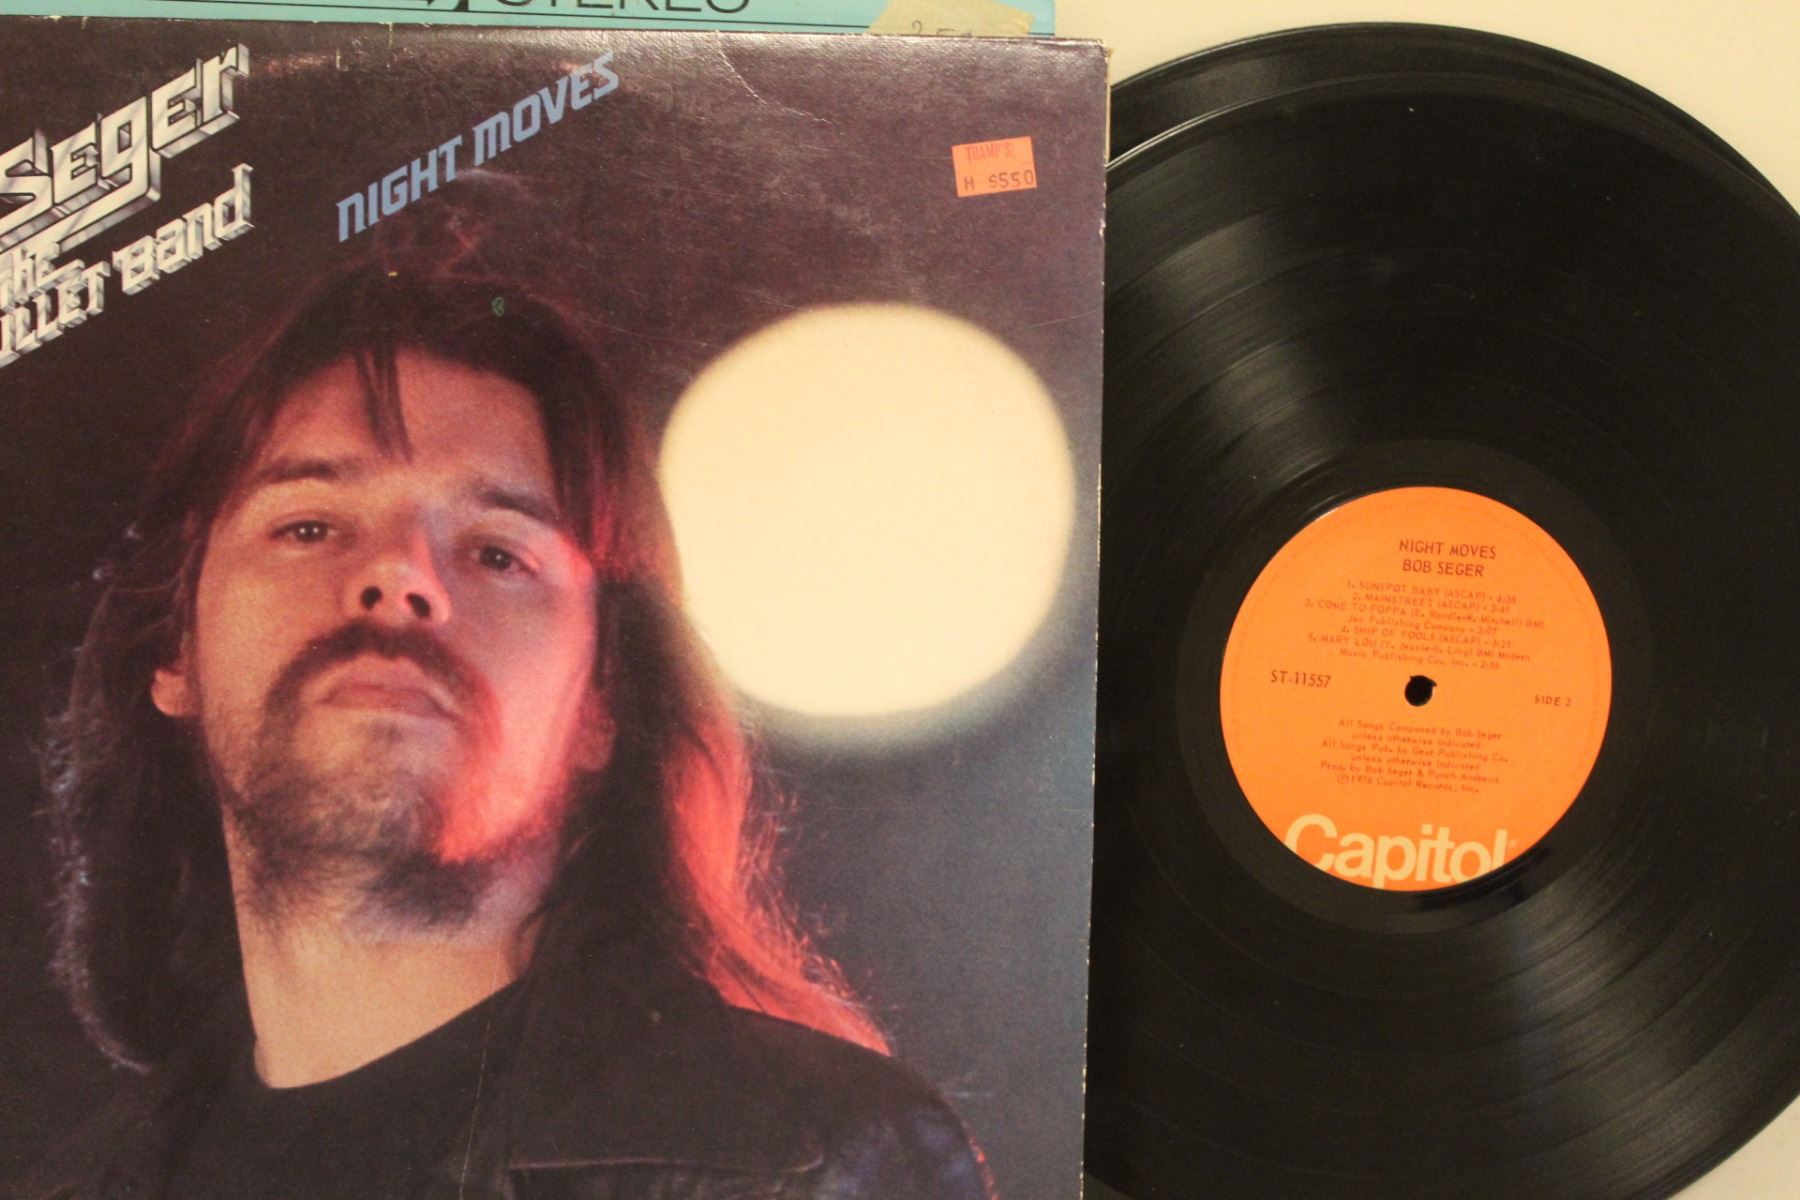 STEREO
Seger
The
ULLET BAND
NIGHT MOVES
TRAMP'S
H $550
NIGHT MOVES
BOB SEGER
1. SUNSPOT BABY (ASCAP) - 4:35
2. MAINSTREET (ASCAP) - 3:41
3. COME TO POPPA (E. Randle-W. Mitchell) BMI
Jec Publishing Company - 3:07
4. SHIP OF FOOLS (ASCAP) - 3:21
5. MARY LOU (Y. Jessie-S. Ling) BMI Modern
Music Publishing Co., Inc. - 2:56
ST-11557
SIDE 2
All Songs Composed by Bob Seger
unless otherwise indicated
All Songs Pub. by Gear Publishing Co.
unless otherwise indicated
Prod. by Bob Seger & Punch Andrews
Ⓟ1976 Capitol Records, Inc.
Capitol